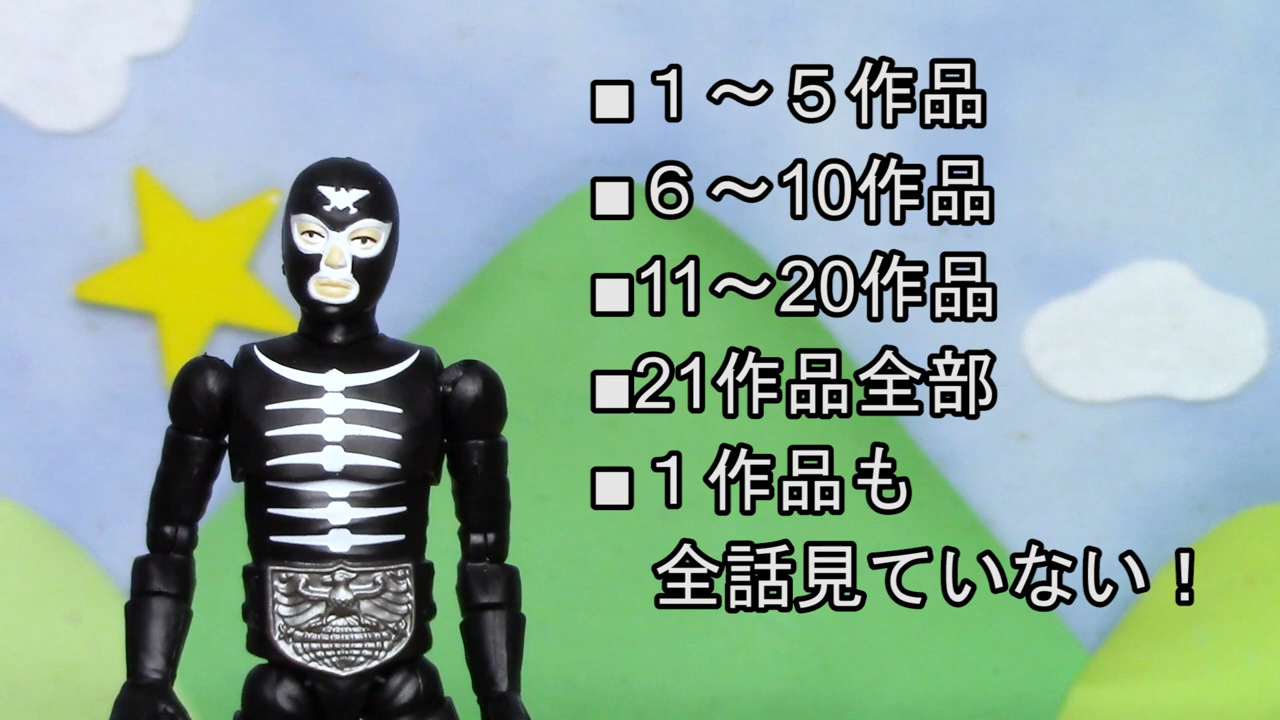 ■１～５作品
■６～10作品
■11～20作品
■21作品全部
■１作品も
全話見ていない！